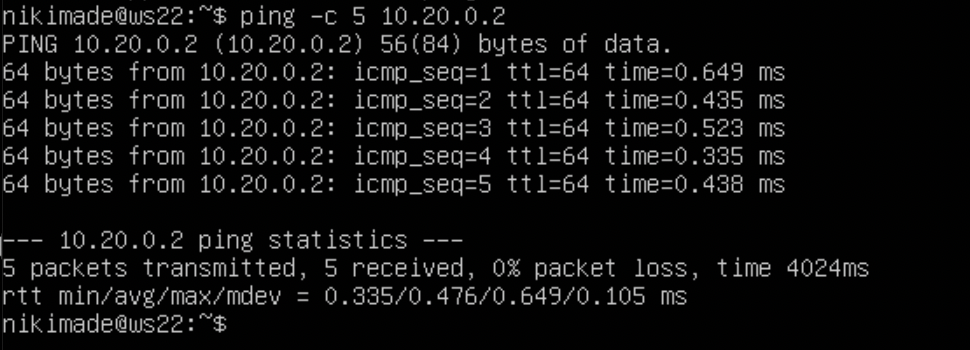 nikimade@ws22:~$ ping -c 5 10.20.0.2
PING 10.20.0.2 (10.20.0.2) 56(84) bytes of data.
64 bytes from 10.20.0.2: icmp_seq=1 ttl=64 time=0.649 ms
64 bytes from 10.20.0.2: icmp_seq=2 ttl=64 time=0.435 ms
64 bytes from 10.20.0.2: icmp_seq=3 ttl=64 time=0.523 ms
64 bytes from 10.20.0.2: icmp_seq=4 ttl=64 time=0.335 ms
64 bytes from 10.20.0.2: icmp_seq=5 ttl=64 time=0.438 ms
--- 10.20.0.2 ping statistics ---
5 packets transmitted, 5 received, 0% packet loss, time 4024ms
rtt min/avg/max/mdev = 0.335/0.476/0.649/0.105 ms
nikimade@ws22:~$